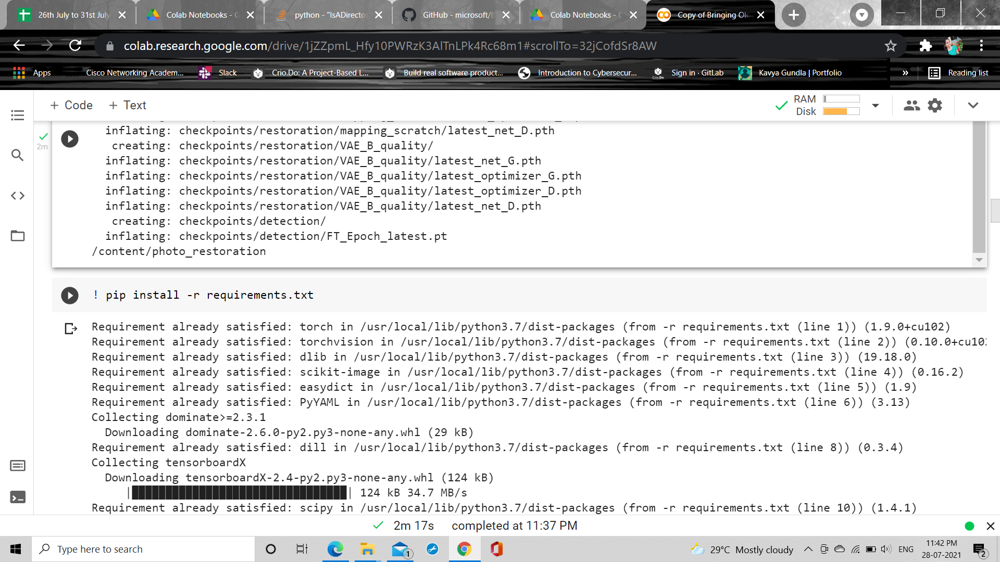 26th July to 31st July
Colab Notebooks - G
python - "IsADirecto
GitHub - microsoft/B
Colab Notebooks -
Copy of Bringing Ol
colab.research.google.com/drive/1jZZpmL_Hfy10PWRzK3AlTnLPk4Rc68m1#scrollTo=32jCofdSr8AW
Apps
Cisco Networking Academ...
Slack
Crio.Do: A Project-Based L...
Build real software product...
Introduction to Cybersecur...
Sign in · GitLab
Kavya Gundla | Portfolio
»
Reading list
+ Code
+ Text
RAM
Disk
2m
inflating: checkpoints/restoration/mapping_scratch/latest_net_D.pth
creating: checkpoints/restoration/VAE_B_quality/
inflating: checkpoints/restoration/VAE_B_quality/latest_net_G.pth
inflating: checkpoints/restoration/VAE_B_quality/latest_optimizer_G.pth
inflating: checkpoints/restoration/VAE_B_quality/latest_optimizer_D.pth
inflating: checkpoints/restoration/VAE_B_quality/latest_net_D.pth
creating: checkpoints/detection/
inflating: checkpoints/detection/FT_Epoch_latest.pt
/content/photo_restoration
! pip install -r requirements.txt
Requirement already satisfied: torch in /usr/local/lib/python3.7/dist-packages (from -r requirements.txt (line 1)) (1.9.0+cu102)
Requirement already satisfied: torchvision in /usr/local/lib/python3.7/dist-packages (from -r requirements.txt (line 2)) (0.10.0+cu10
Requirement already satisfied: dlib in /usr/local/lib/python3.7/dist-packages (from -r requirements.txt (line 3)) (19.18.0)
Requirement already satisfied: scikit-image in /usr/local/lib/python3.7/dist-packages (from -r requirements.txt (line 4)) (0.16.2)
Requirement already satisfied: easydict in /usr/local/lib/python3.7/dist-packages (from -r requirements.txt (line 5)) (1.9)
Requirement already satisfied: PyYAML in /usr/local/lib/python3.7/dist-packages (from -r requirements.txt (line 6)) (3.13)
Collecting dominate>=2.3.1
Downloading dominate-2.6.0-py2.py3-none-any.whl (29 kB)
Requirement already satisfied: dill in /usr/local/lib/python3.7/dist-packages (from -r requirements.txt (line 8)) (0.3.4)
Collecting tensorboardX
Downloading tensorboardX-2.4-py2.py3-none-any.whl (124 kB)
|████████████████████████████████| 124 kB 34.7 MB/s
Requirement already satisfied: scipy in /usr/local/lib/python3.7/dist-packages (from -r requirements.txt (line 10)) (1.4.1)
2m 17s completed at 11:37 PM
Type here to search
1
29°C Mostly cloudy
ENG
11:42 PM
28-07-2021
2